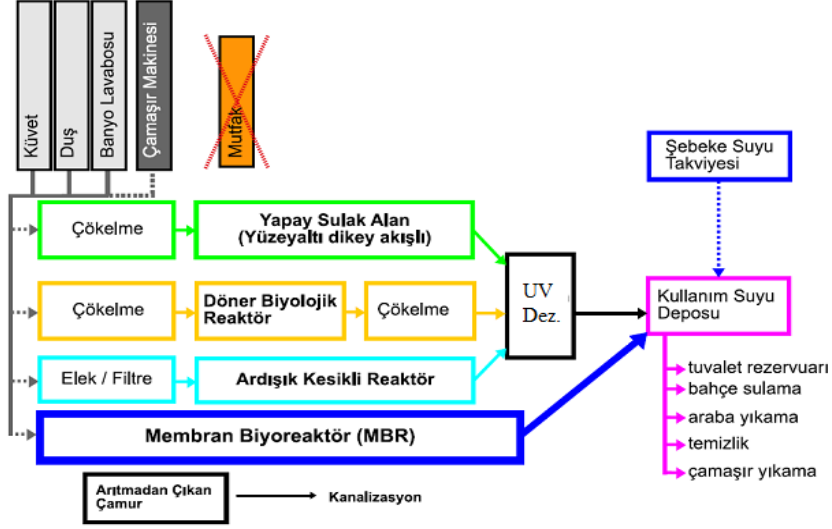 Küvet
Duş
Banyo Lavabosu
Çamaşır Makinesi
Mutfak
Şebeke Suyu
Takviyesi
Çökelme
Yapay Sulak Alan
(Yüzeyaltı dikey akışlı)
Çökelme
Döner Biyolojik
Reaktör
Çökelme
UV
Dez.
Kullanım Suyu
Deposu
Elek / Filtre
Ardışık Kesikli Reaktör
Membran Biyoreaktör (MBR)
tuvalet rezervuarı
bahçe sulama
araba yıkama
temizlik
çamaşır yıkama
Arıtmadan Çıkan
Çamur
Kanalizasyon